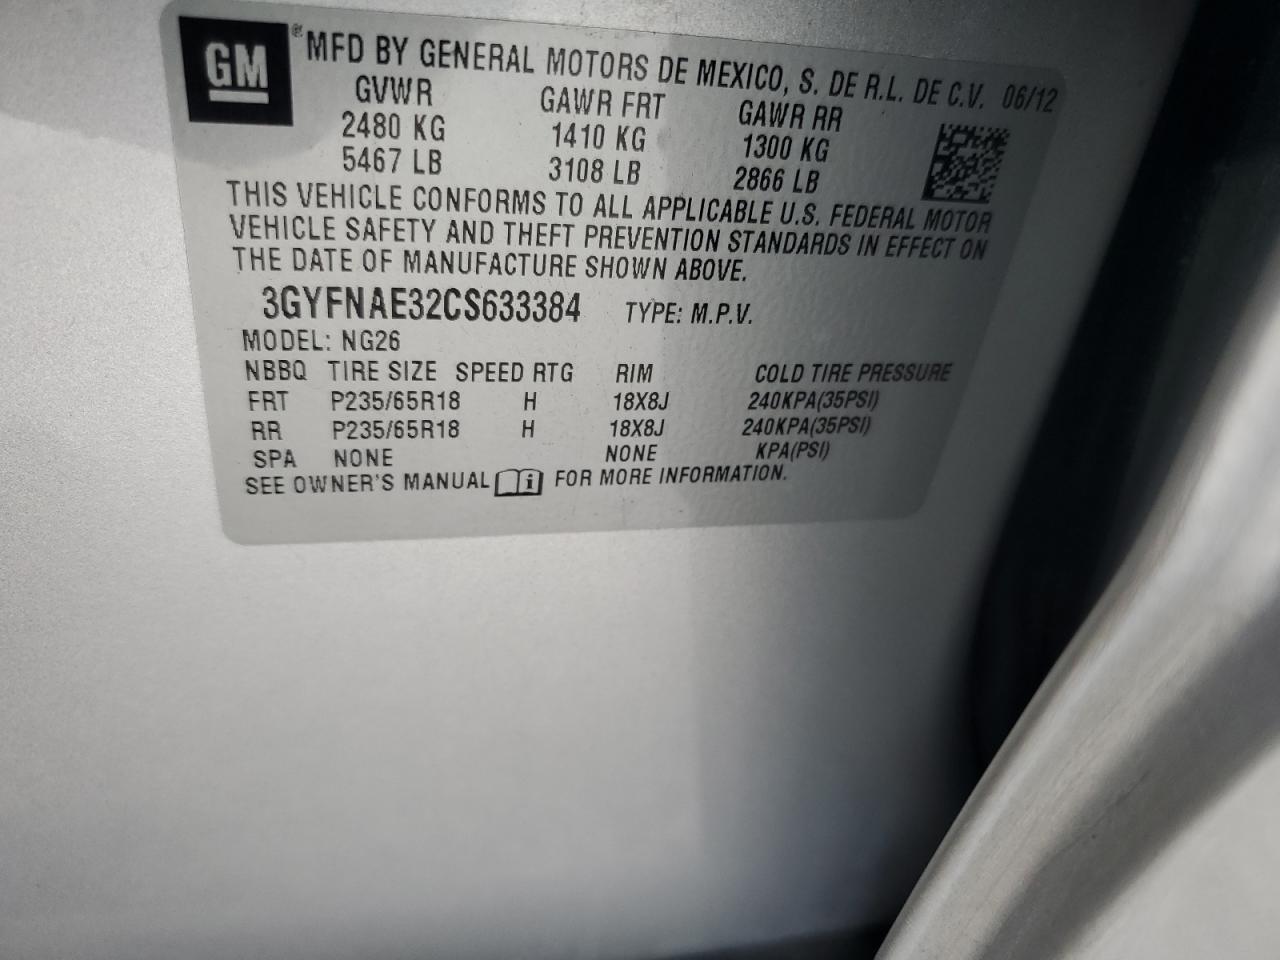 GM ® MFD BY GENERAL MOTORS DE MEXICO, S. DE R.L. DE C.V. 06/12
GVWR GAWR FRT GAWR RR
2480 KG 1410 KG 1300 KG
5467 LB 3108 LB 2866 LB
THIS VEHICLE CONFORMS TO ALL APPLICABLE U.S. FEDERAL MOTOR
VEHICLE SAFETY AND THEFT PREVENTION STANDARDS IN EFFECT ON
THE DATE OF MANUFACTURE SHOWN ABOVE.
3GYFNAE32CS633384 TYPE: M.P.V.
MODEL: NG26
NBBQ TIRE SIZE SPEED RTG RIM COLD TIRE PRESSURE
FRT P235/65R18 H 18X8J 240KPA(35PSI)
RR P235/65R18 H 18X8J 240KPA(35PSI)
SPA NONE NONE KPA(PSI)
SEE OWNER'S MANUAL i FOR MORE INFORMATION.